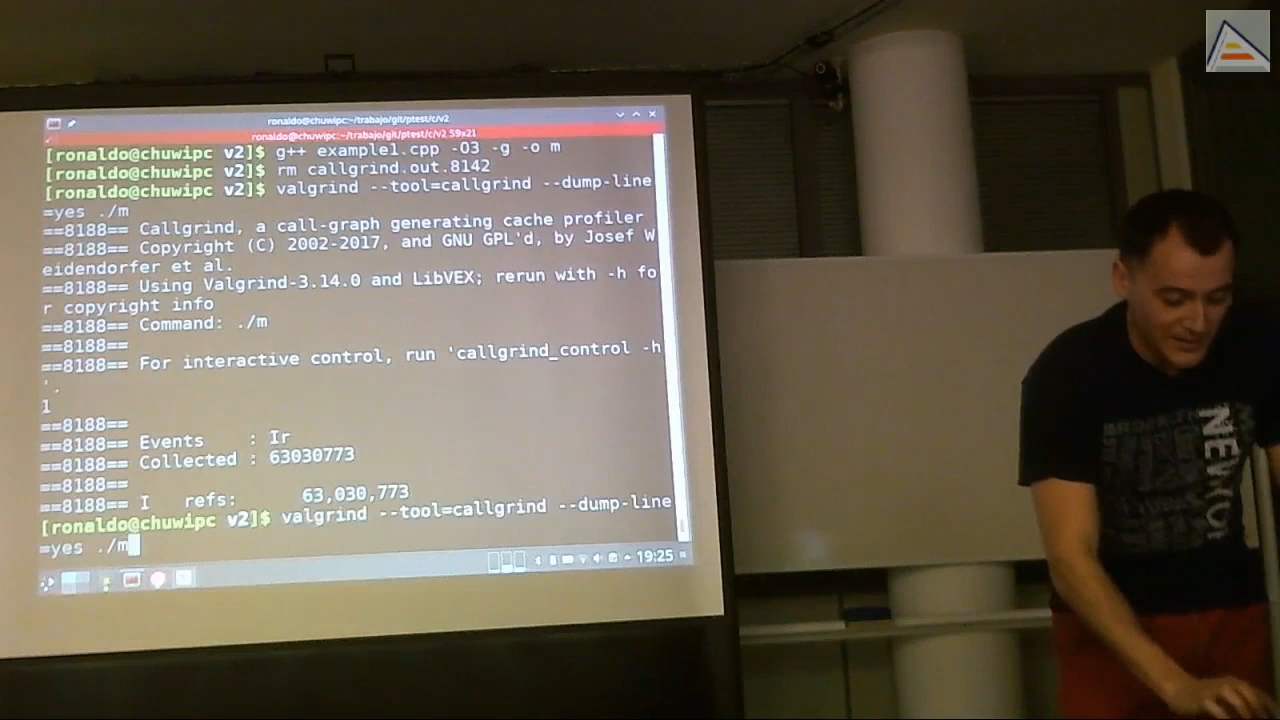 ronaldo@chuwipc:~/trabajo/git/ptest/c/v2
ronaldo@chuwipc:~/trabajo/git/ptest/c/v2 59x21
[ronaldo@chuwipc v2]$ g++ example1.cpp -O3 -g -o m
[ronaldo@chuwipc v2]$ rm callgrind.out.8142
[ronaldo@chuwipc v2]$ valgrind --tool=callgrind --dump-line
=yes ./m
==8188== Callgrind, a call-graph generating cache profiler
==8188== Copyright (C) 2002-2017, and GNU GPL'd, by Josef W
eidendorfer et al.
==8188== Using Valgrind-3.14.0 and LibVEX; rerun with -h fo
r copyright info
==8188== Command: ./m
==8188==
==8188== For interactive control, run 'callgrind_control -h
'.
1
==8188==
==8188== Events    : Ir
==8188== Collected : 63030773
==8188==
==8188== I   refs:      63,030,773
[ronaldo@chuwipc v2]$ valgrind --tool=callgrind --dump-line
=yes ./m
19:25